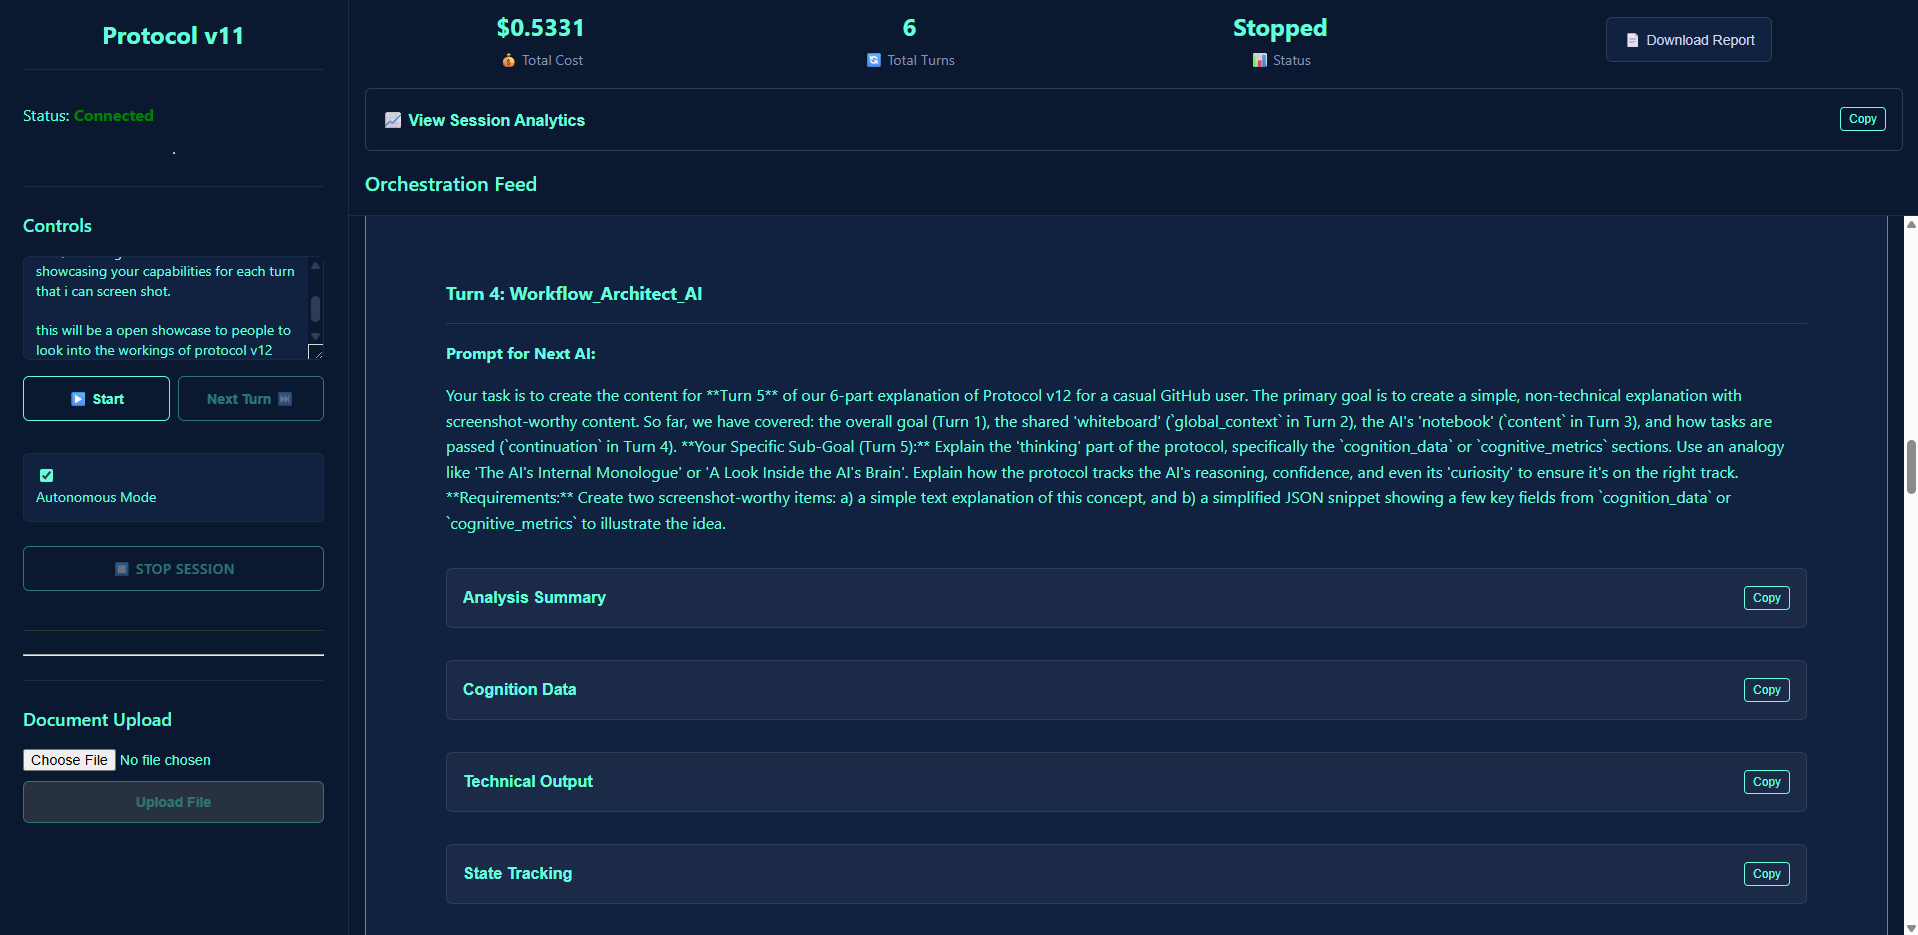 Protocol v11
Status: Connected
.
Controls
showcasing your capabilities for each turn
that i can screen shot.
this will be a open showcase to people to
look into the workings of protocol v12
Start
Next Turn
Autonomous Mode
STOP SESSION
Document Upload
Choose File No file chosen
Upload File
$0.5331
Total Cost
6
Total Turns
Stopped
Status
Download Report
View Session Analytics
Copy
Orchestration Feed
Turn 4: Workflow_Architect_AI
Prompt for Next AI:
Your task is to create the content for **Turn 5** of our 6-part explanation of Protocol v12 for a casual GitHub user. The primary goal is to create a simple, non-technical explanation with
screenshot-worthy content. So far, we have covered: the overall goal (Turn 1), the shared 'whiteboard' (`global_context` in Turn 2), the AI's 'notebook' (`content` in Turn 3), and how tasks are
passed (`continuation` in Turn 4). **Your Specific Sub-Goal (Turn 5):** Explain the 'thinking' part of the protocol, specifically the `cognition_data` or `cognitive_metrics` sections. Use an analogy
like 'The AI's Internal Monologue' or 'A Look Inside the AI's Brain'. Explain how the protocol tracks the AI's reasoning, confidence, and even its 'curiosity' to ensure it's on the right track.
**Requirements:** Create two screenshot-worthy items: a) a simple text explanation of this concept, and b) a simplified JSON snippet showing a few key fields from `cognition_data` or
`cognitive_metrics` to illustrate the idea.
Analysis Summary
Copy
Cognition Data
Copy
Technical Output
Copy
State Tracking
Copy